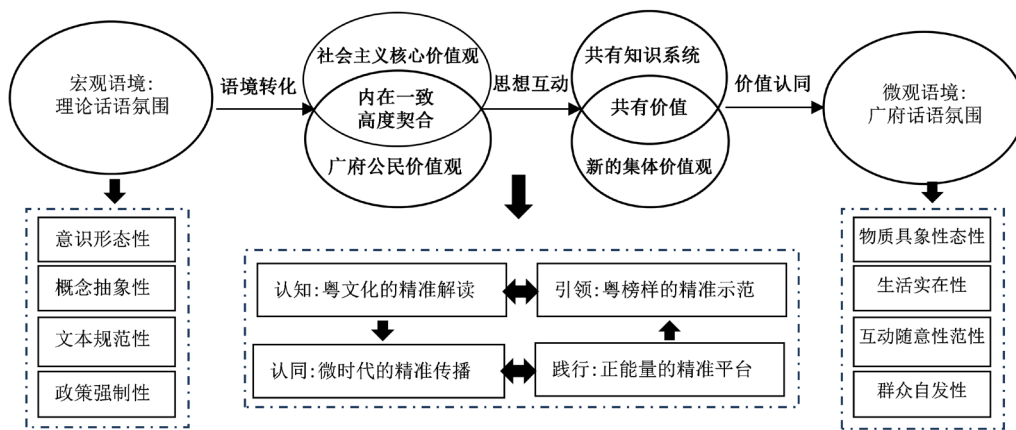 宏观语境:
理论话语氛围
语境转化
社会主义核心价值观
内在一致
高度契合
广府公民价值观
思想互动
共有知识系统
共有价值
新的集体价值观
价值认同
微观语境:
广府话语氛围
意识形态性
概念抽象性
文本规范性
政策强制性
认知:粤文化的精准解读
引领:粤榜样的精准示范
认同:微时代的精准传播
践行:正能量的精准平台
物质具象性态性
生活实在性
互动随意性范性
群众自发性